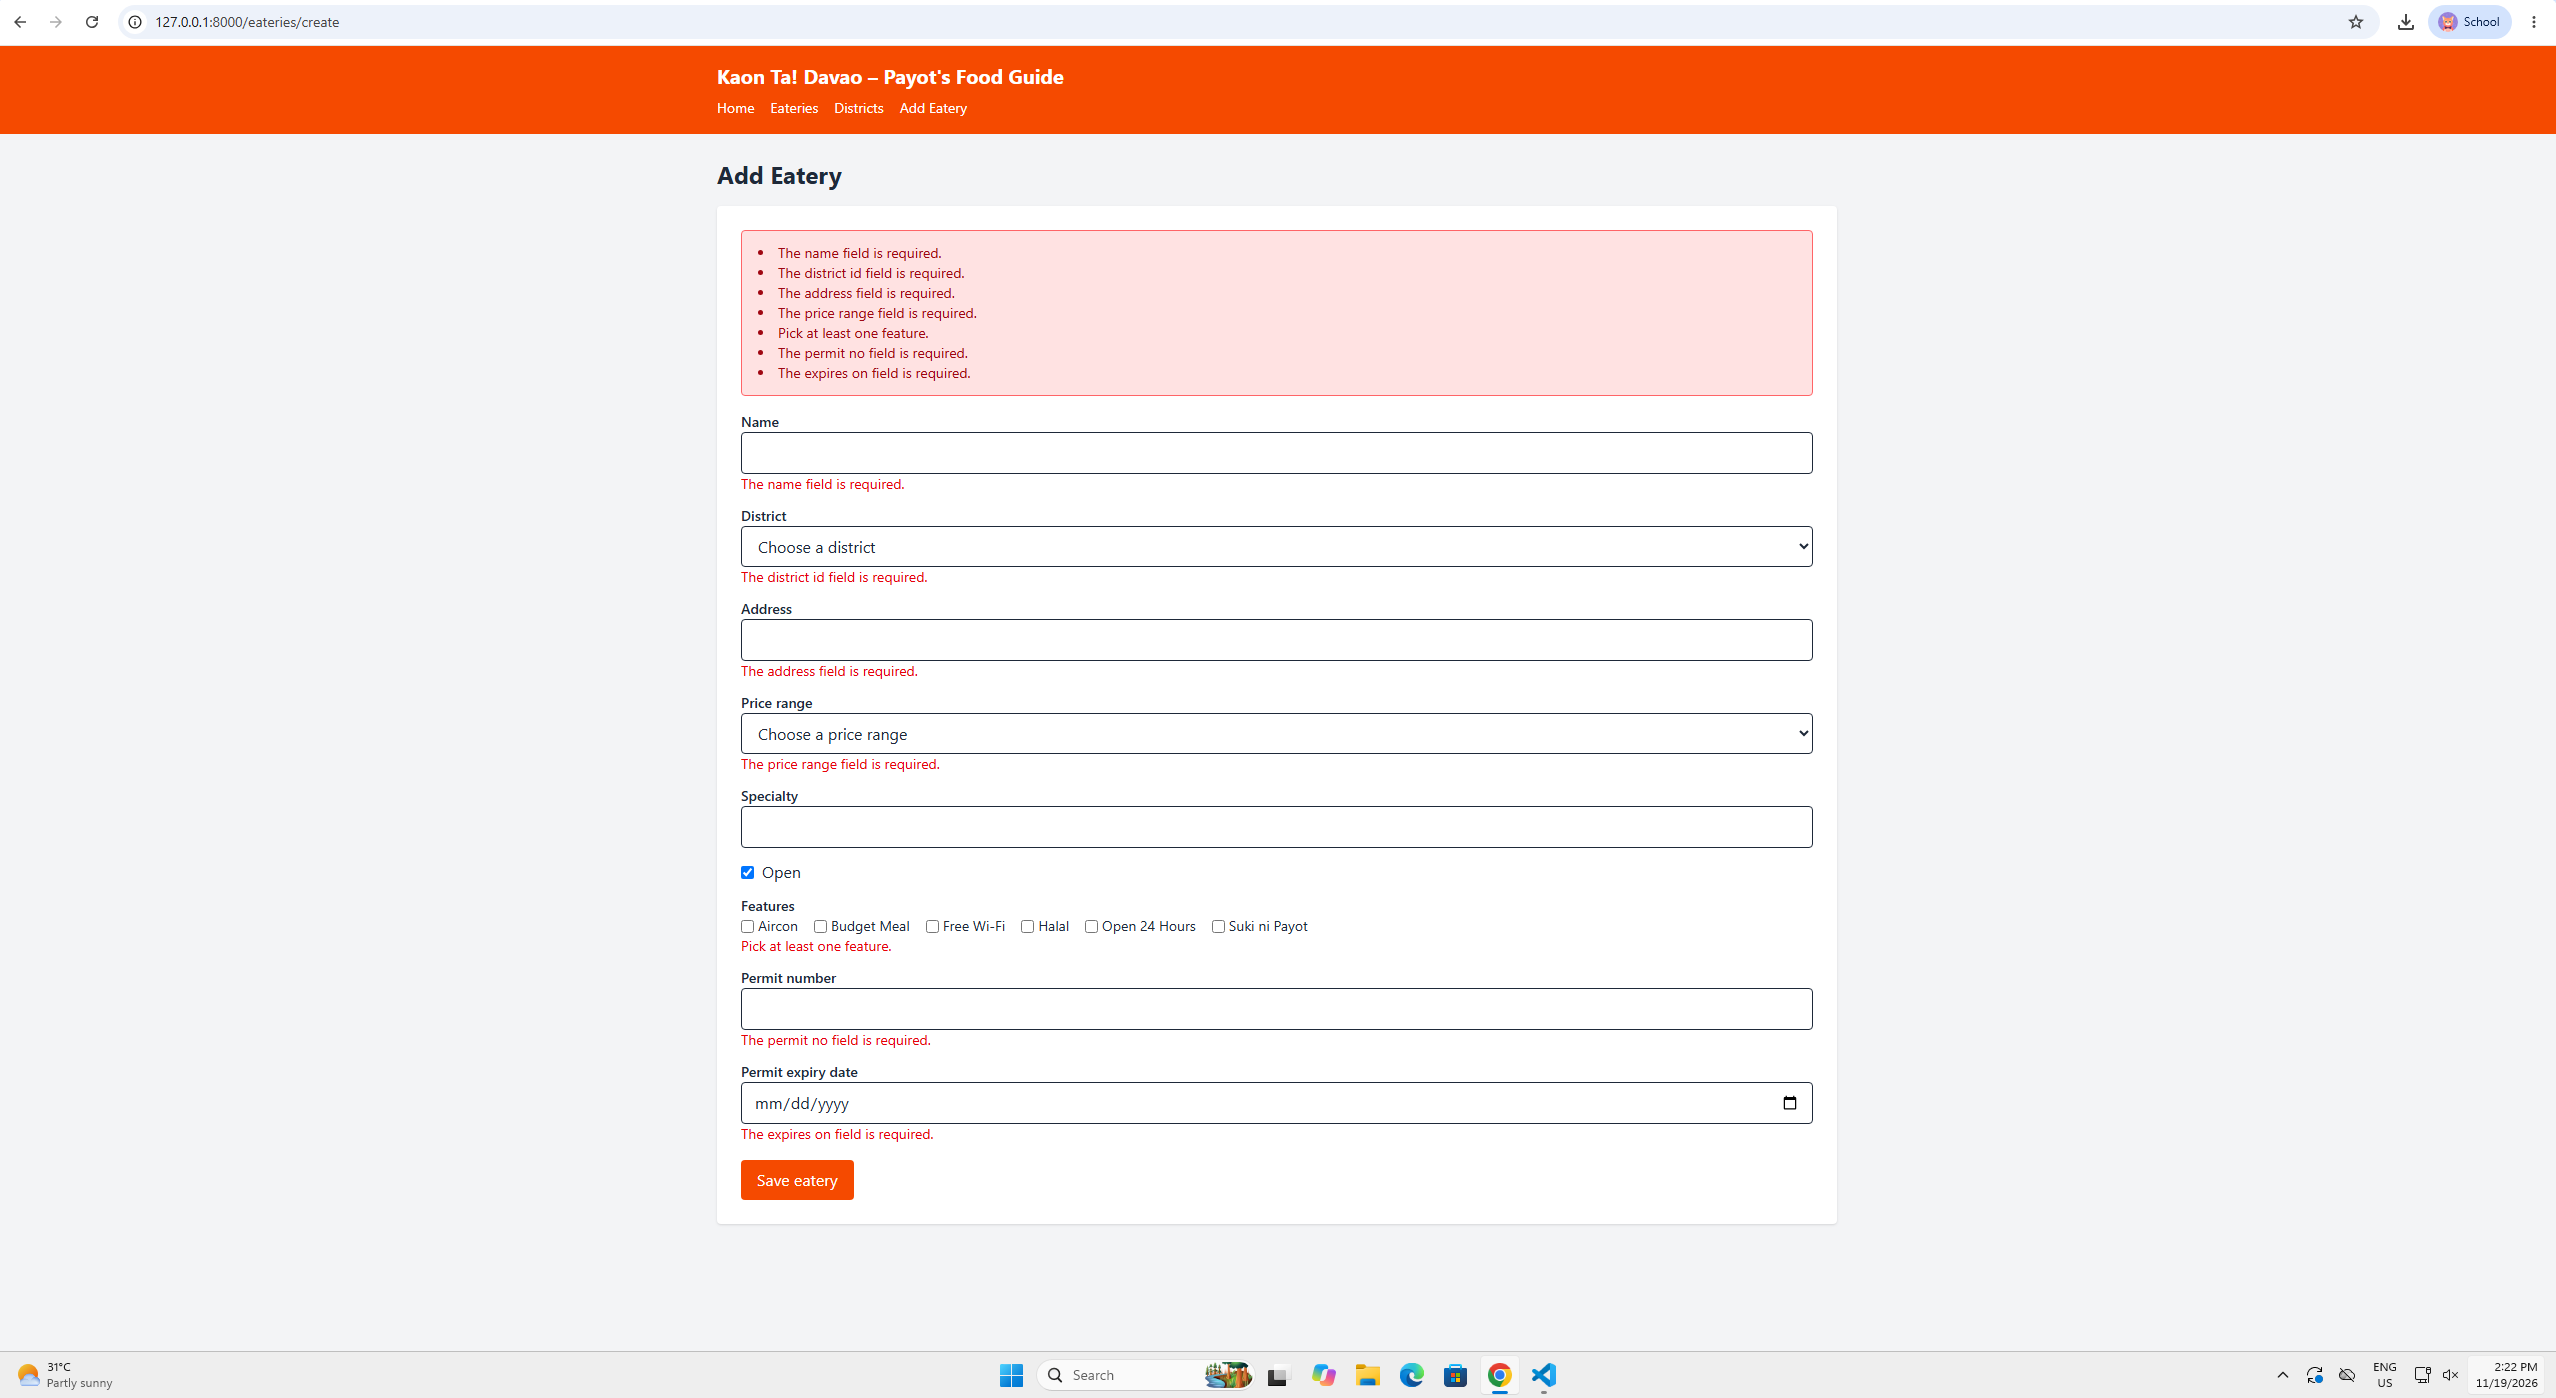 127.0.0.1:8000/eateries/create
School
Kaon Ta! Davao – Payot's Food Guide
Home Eateries Districts Add Eatery
Add Eatery
• The name field is required.
• The district id field is required.
• The address field is required.
• The price range field is required.
• Pick at least one feature.
• The permit no field is required.
• The expires on field is required.
Name
The name field is required.
District
Choose a district
The district id field is required.
Address
The address field is required.
Price range
Choose a price range
The price range field is required.
Specialty
Open
Features
Aircon Budget Meal Free Wi-Fi Halal Open 24 Hours Suki ni Payot
Pick at least one feature.
Permit number
The permit no field is required.
Permit expiry date
mm/dd/yyyy
The expires on field is required.
Save eatery
31°C
Partly sunny
Search
ENG
US
2:22 PM
11/19/2026